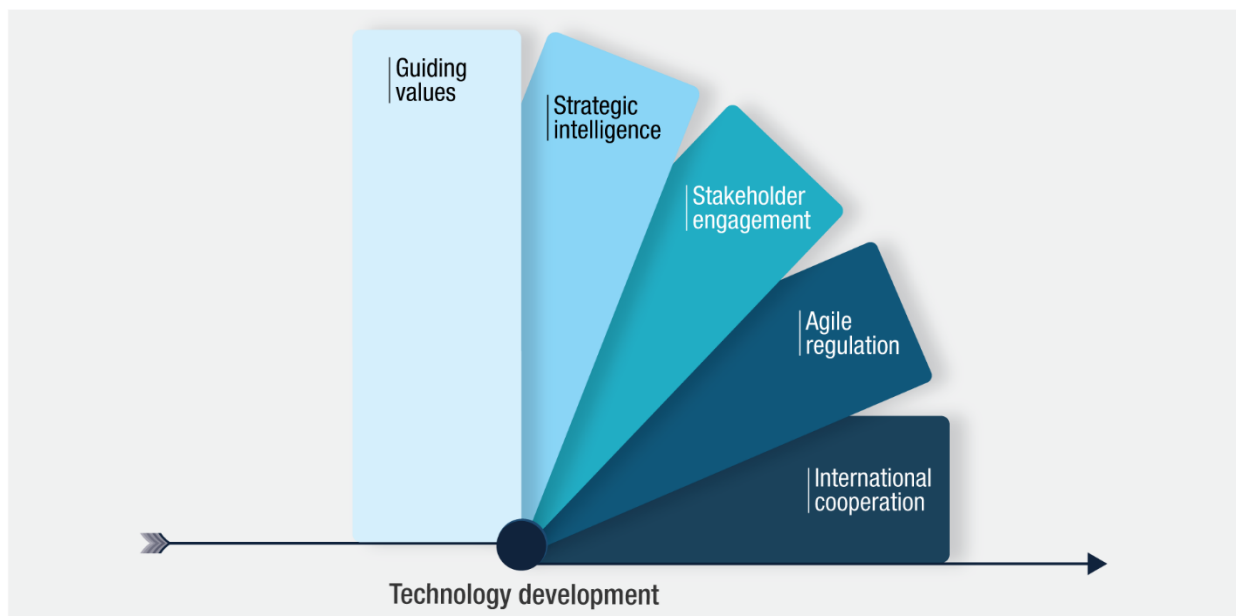 Guiding
values
Strategic
intelligence
Stakeholder
engagement
Agile
regulation
International
cooperation
Technology development